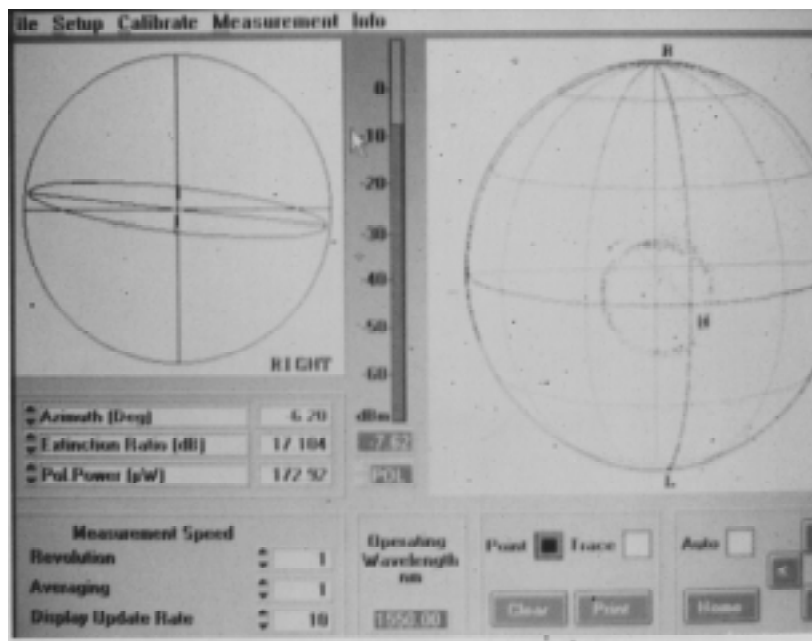 ile Setup Calibrate Measurement Info
R
0
-10
-20
-30
-40
-50
-60
dBm
H
RIGHT
L
Azimuth (Deg) -6.20
Extinction Ratio (dB) 17.104
Pol.Power (µW) 172.92
POL
Measurement Speed
Revolution 1
Averaging 1
Display Update Rate 10
Operating
Wavelength
nm
1550.00
Point Trace
Clear Print
Auto
Home